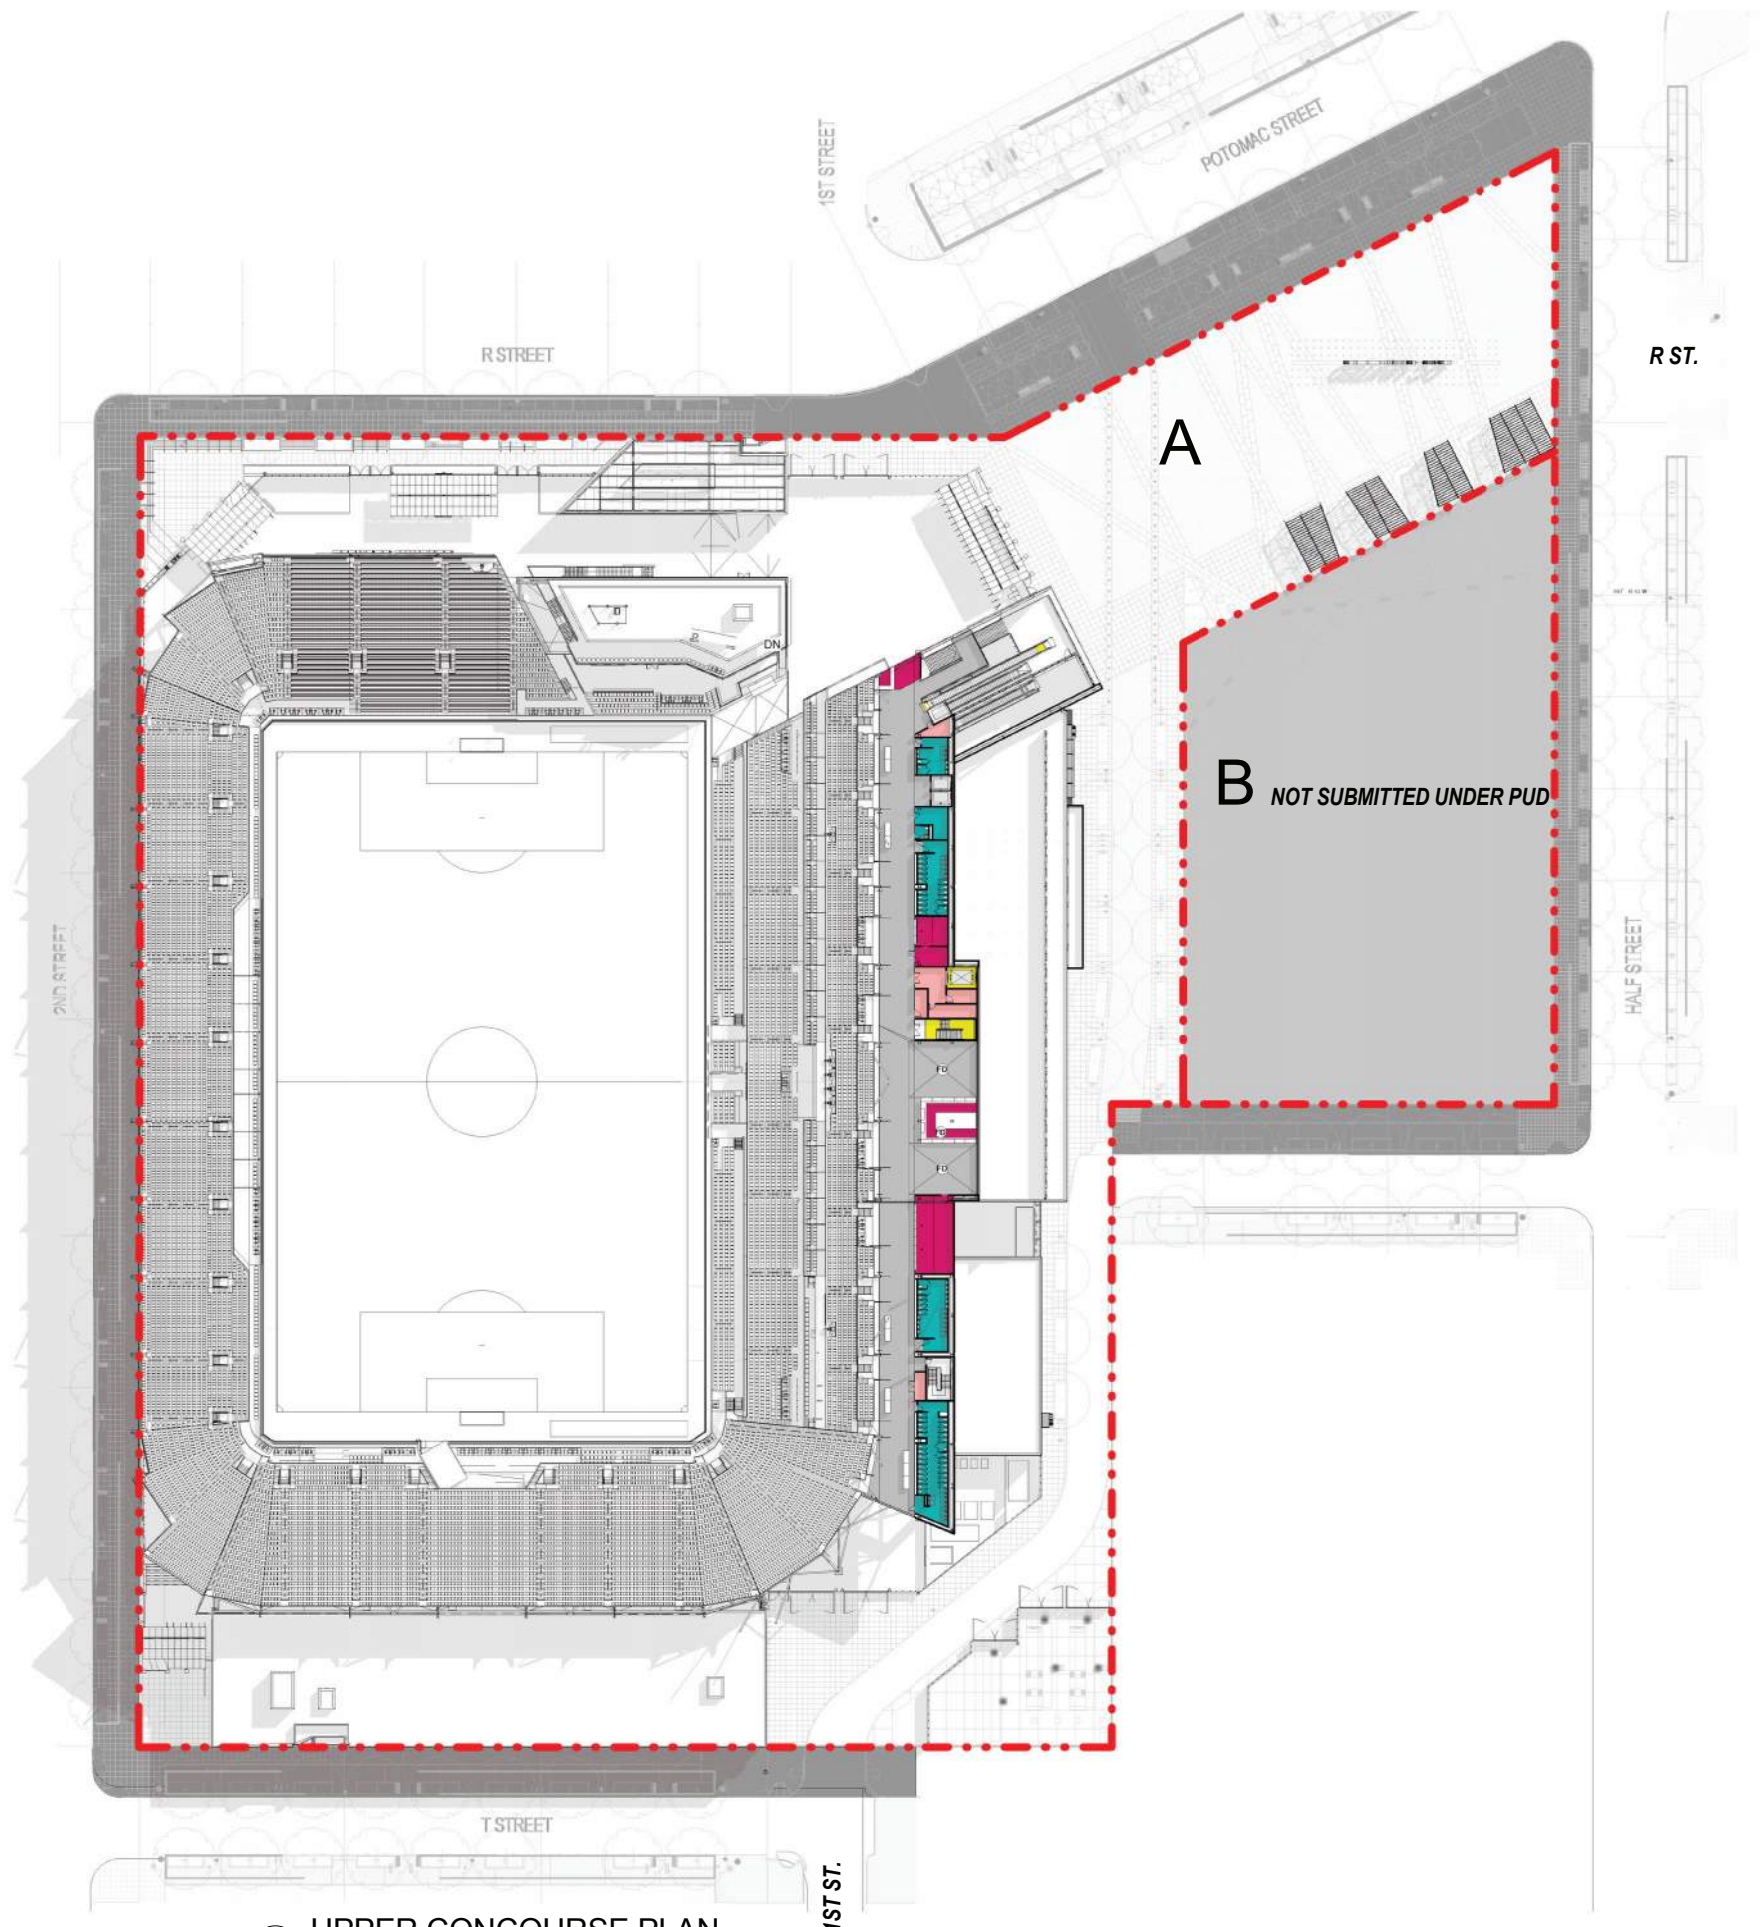 1ST STREET
POTOMAC STREET
R STREET
R ST.
A
DN
B NOT SUBMITTED UNDER PUD
2ND STREET
HALF STREET
FD
FD
T STREET
1ST ST.
UPPER CONCOURSE PLAN